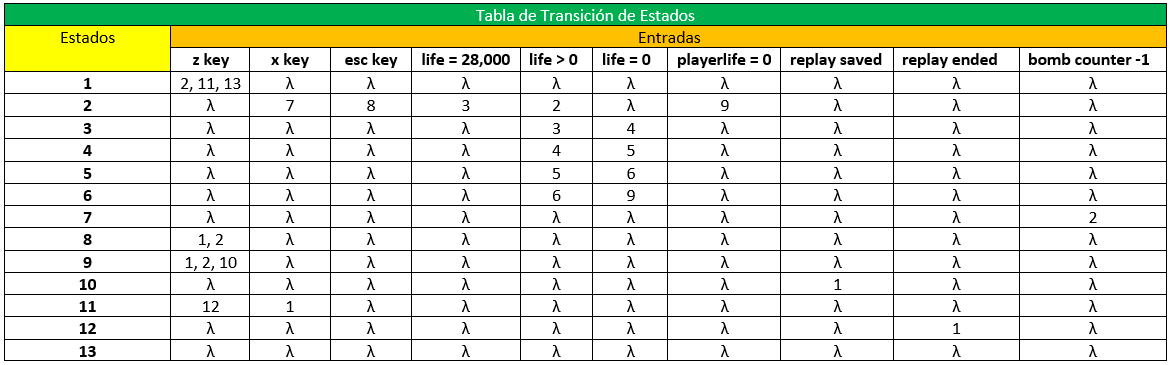 Tabla de Transición de Estados
Estados Entradas
z key x key esc key life = 28,000 life > 0 life = 0 playerlife = 0 replay saved replay ended bomb counter -1
1 2, 11, 13 λ λ λ λ λ λ λ λ λ
2 λ 7 8 3 2 λ 9 λ λ λ
3 λ λ λ λ 3 4 λ λ λ λ
4 λ λ λ λ 4 5 λ λ λ λ
5 λ λ λ λ 5 6 λ λ λ λ
6 λ λ λ λ 6 9 λ λ λ λ
7 λ λ λ λ λ λ λ λ λ 2
8 1, 2 λ λ λ λ λ λ λ λ λ
9 1, 2, 10 λ λ λ λ λ λ λ λ λ
10 λ λ λ λ λ λ λ 1 λ λ
11 12 1 λ λ λ λ λ λ λ λ
12 λ λ λ λ λ λ λ λ 1 λ
13 λ λ λ λ λ λ λ λ λ λ